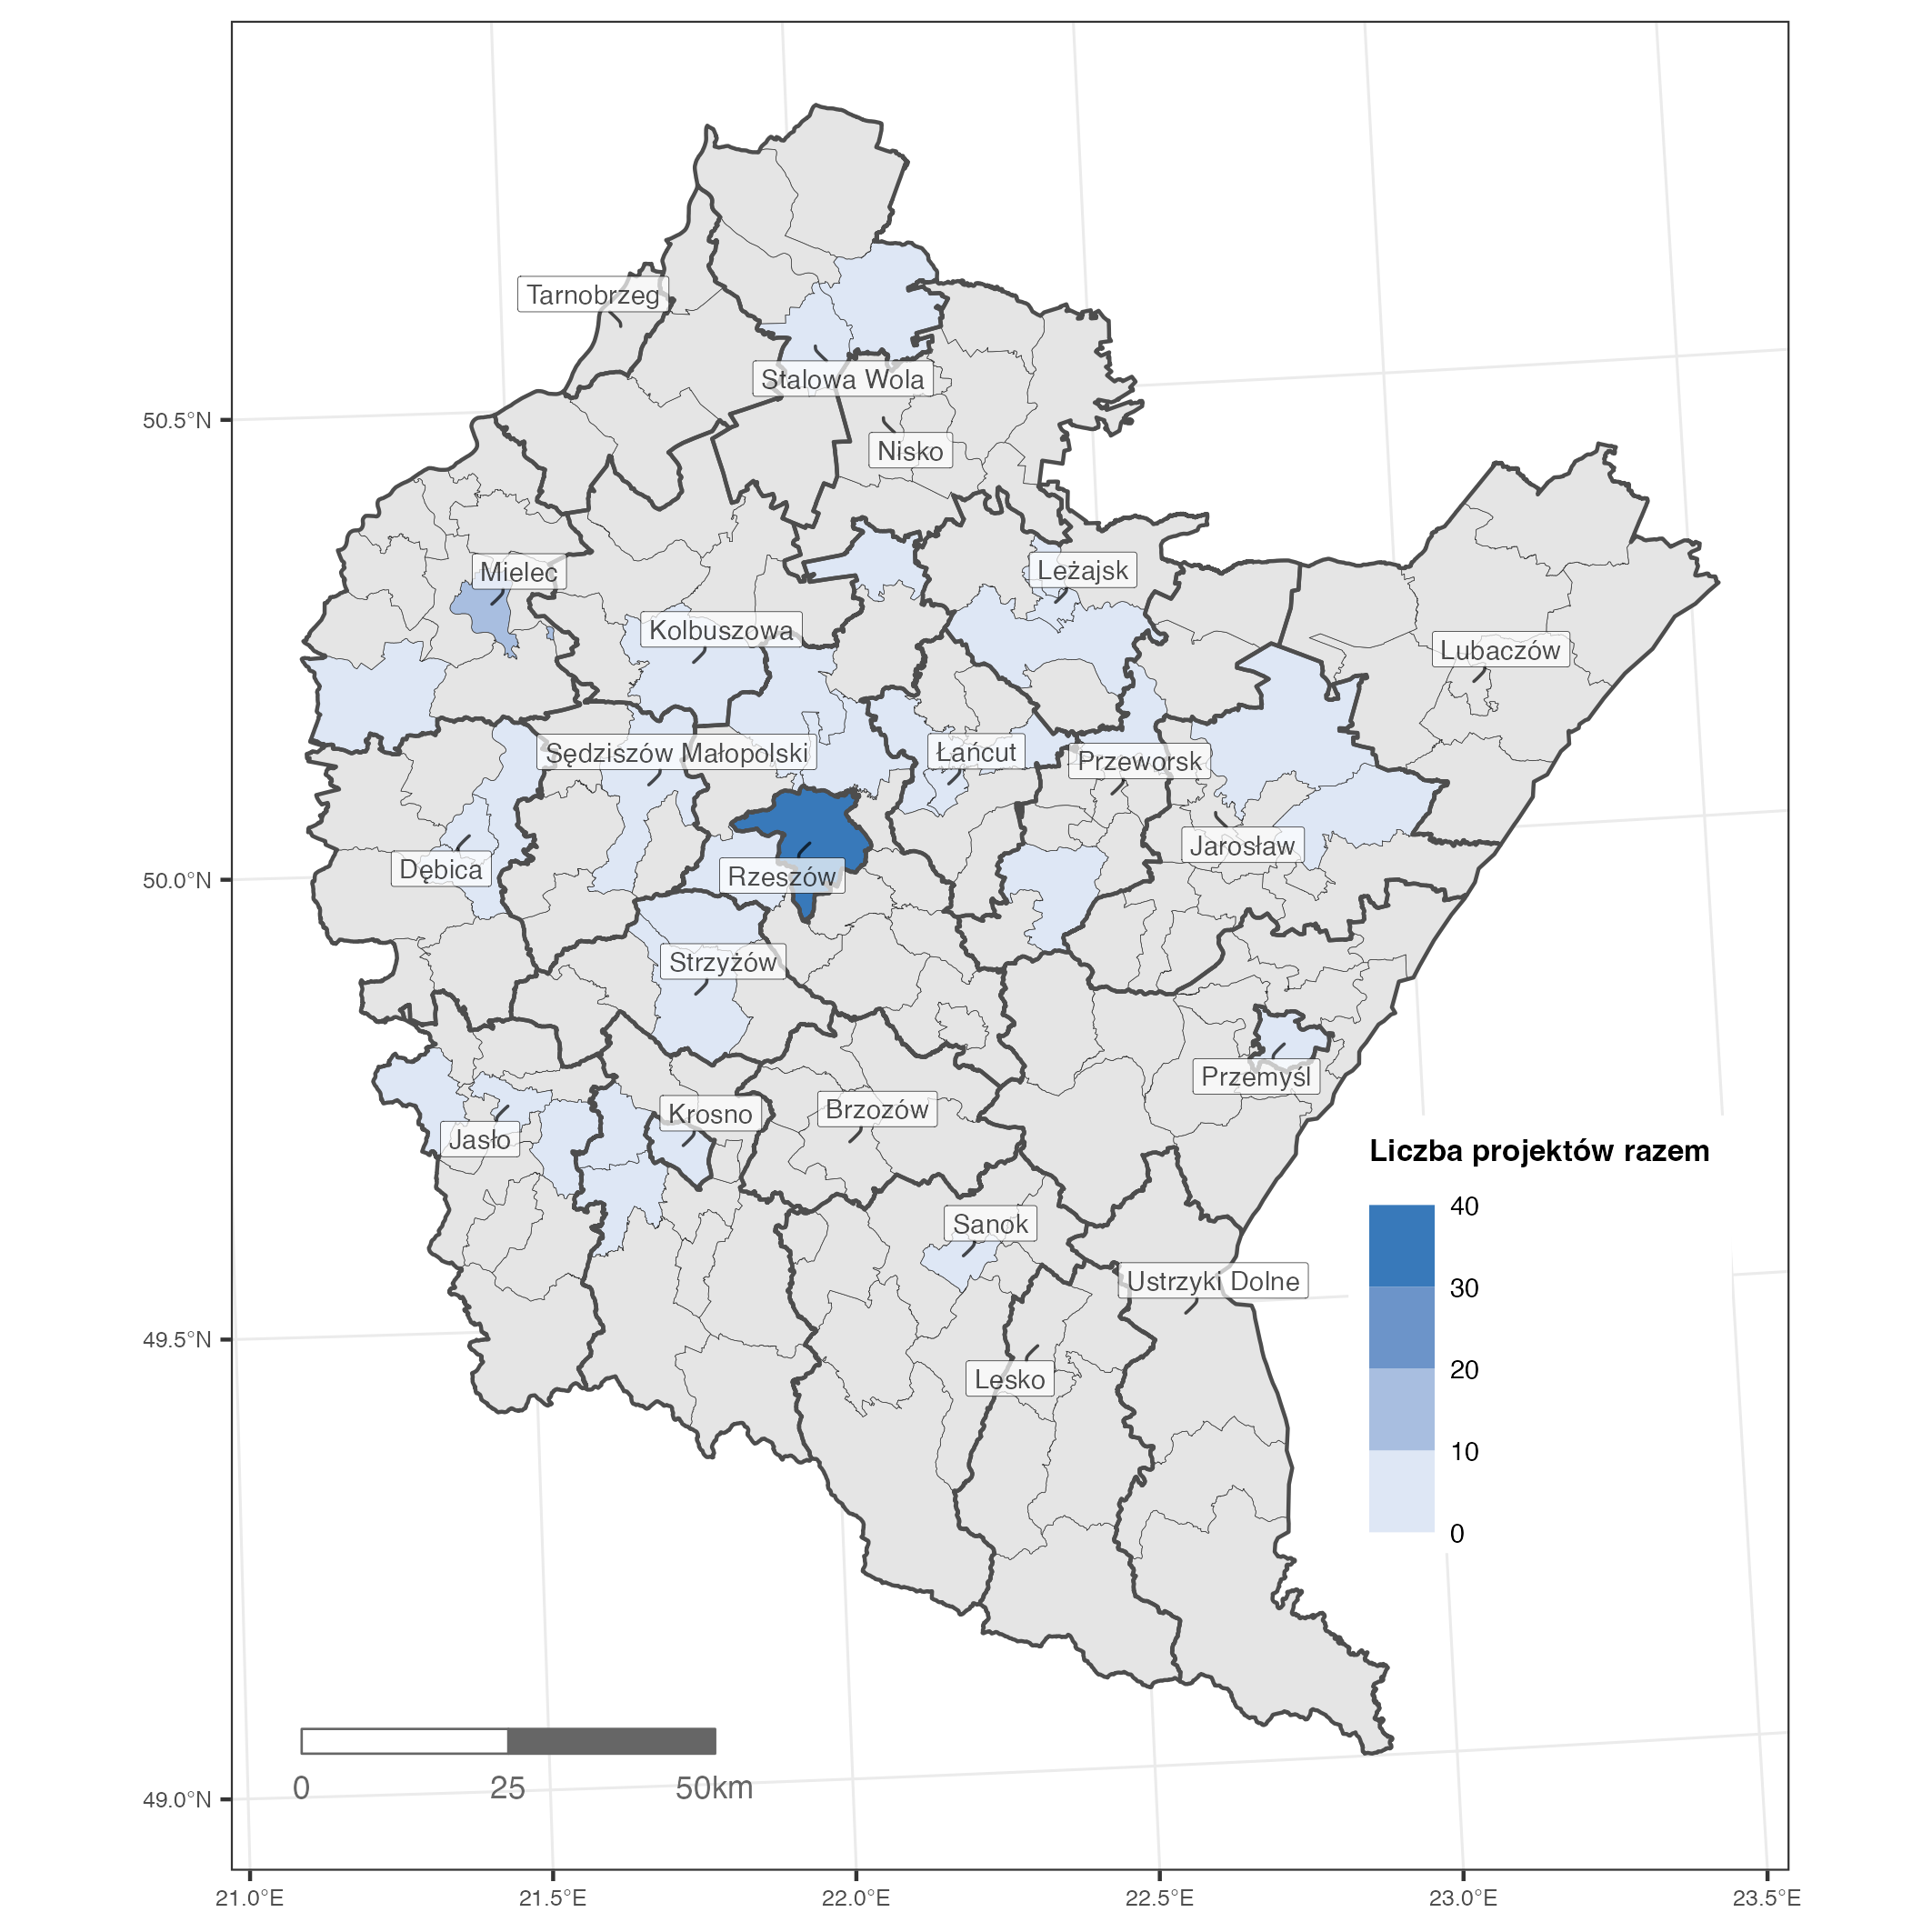 Tarnobrzeg
Stalowa Wola
50.5°N
Nisko
Mielec
Leżajsk
Kolbuszowa
Lubaczów
Sędziszów Małopolski
Łańcut
Przeworsk
Jarosław
Dębica
50.0°N
Rzeszów
Strzyżów
Przemyśl
Krosno
Brzozów
Jasło
Liczba projektów razem
40
Sanok
Ustrzyki Dolne
30
49.5°N
Lesko
20
10
0
0
25
50km
49.0°N
21.0°E
21.5°E
22.0°E
22.5°E
23.0°E
23.5°E